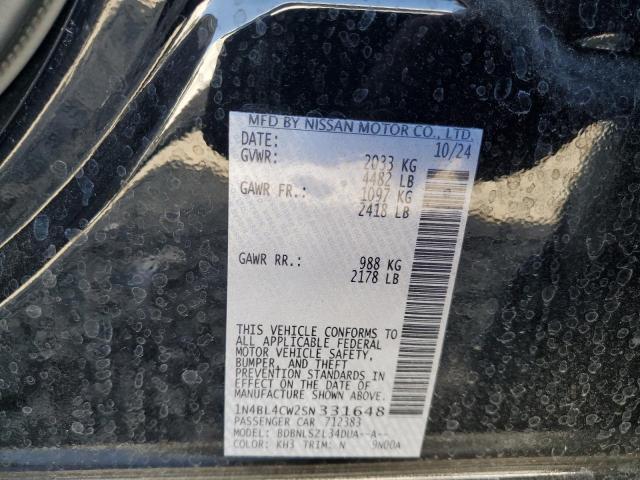 MFD BY NISSAN MOTOR CO., LTD.
DATE: 10/24
GVWR: 2033 KG
4482 LB
GAWR FR.: 1097 KG
2418 LB
GAWR RR.: 988 KG
2178 LB
THIS VEHICLE CONFORMS TO
ALL APPLICABLE FEDERAL
MOTOR VEHICLE SAFETY,
BUMPER, AND THEFT
PREVENTION STANDARDS IN
EFFECT ON THE DATE OF
MANUFACTURE SHOWN ABOVE.
1N4BL4CW2SN331648
PASSENGER CAR 712383
MODEL: BDBNLSZL34DUA--A--
COLOR: KH3 TRIM: N 9N00A